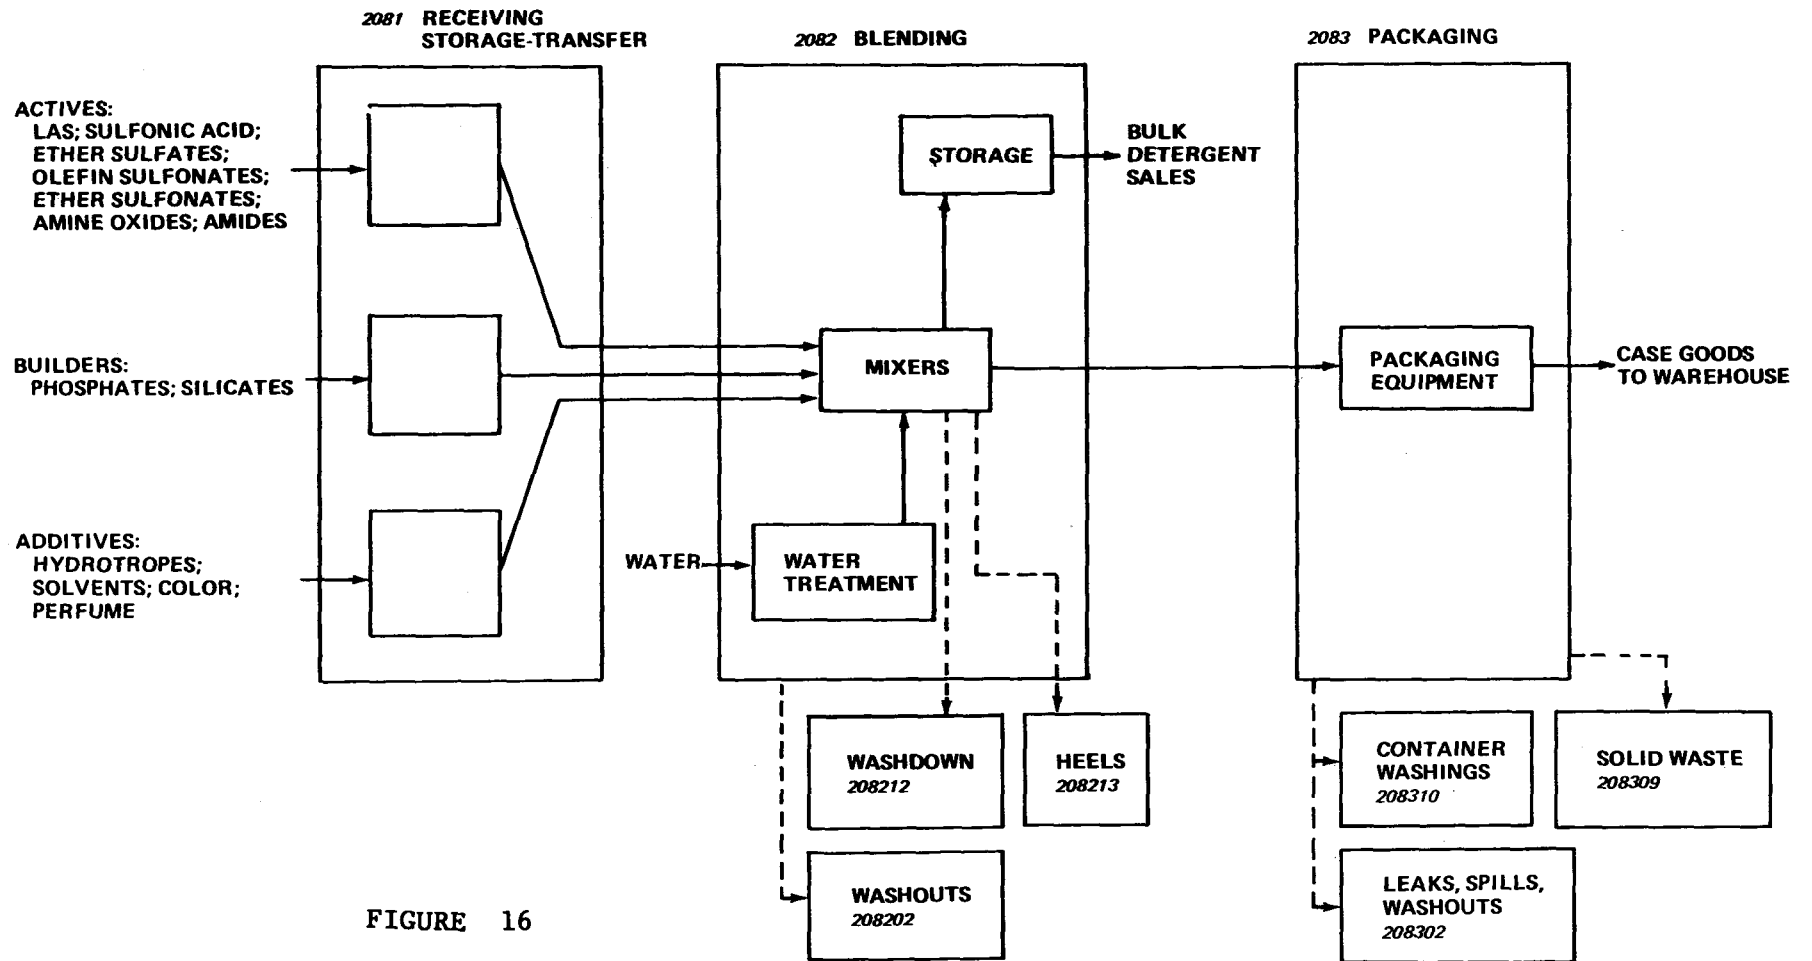 2081 RECEIVING
STORAGE-TRANSFER
2082 BLENDING
2083 PACKAGING
ACTIVES:
LAS; SULFONIC ACID;
ETHER SULFATES;
OLEFIN SULFONATES;
ETHER SULFONATES;
AMINE OXIDES; AMIDES
STORAGE
BULK
DETERGENT
SALES
BUILDERS:
PHOSPHATES; SILICATES
MIXERS
PACKAGING
EQUIPMENT
CASE GOODS
TO WAREHOUSE
ADDITIVES:
HYDROTROPES;
SOLVENTS; COLOR;
PERFUME
WATER
WATER
TREATMENT
WASHDOWN
208212
HEELS
208213
CONTAINER
WASHINGS
208310
SOLID WASTE
208309
WASHOUTS
208202
LEAKS, SPILLS,
WASHOUTS
208302
FIGURE 16